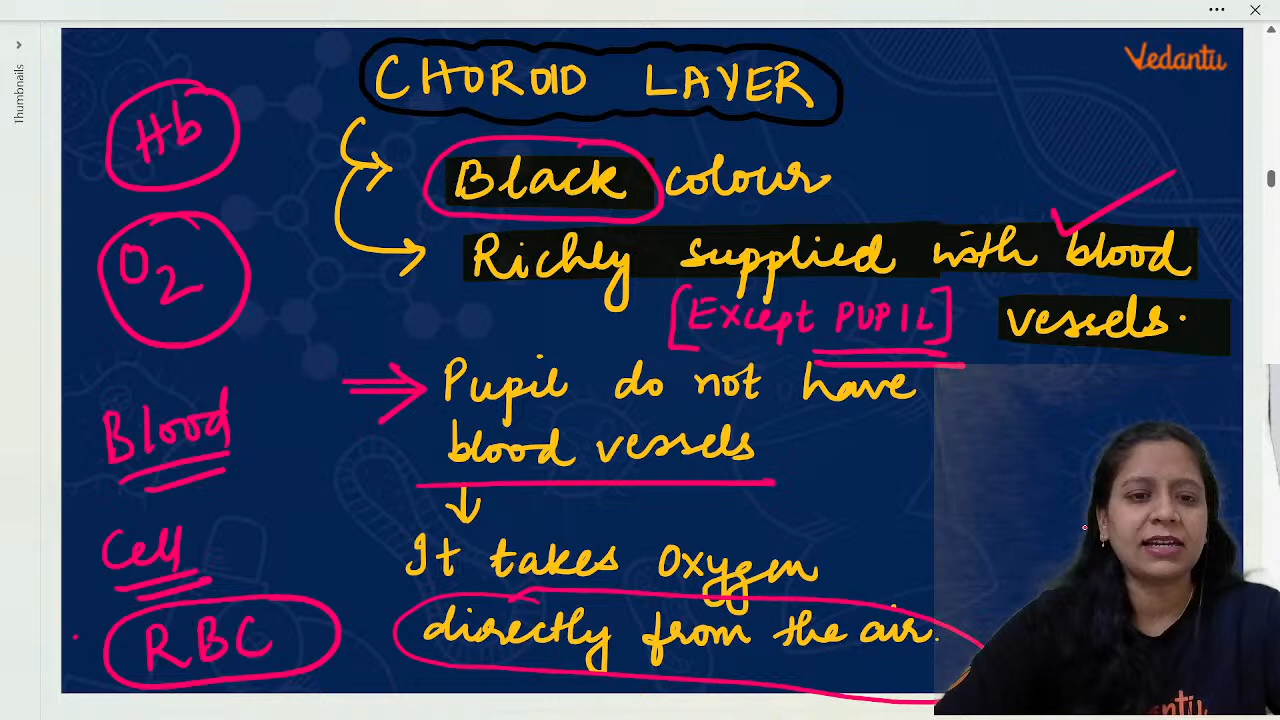 Thumbnails
CHOROID LAYER
Vedantu
Hb
Black colour
O2
Richly supplied with blood
[Except PUPIL] vessels.
Pupil do not have
Blood
blood vessels
Cell
It takes Oxygen
RBC
directly from the air.